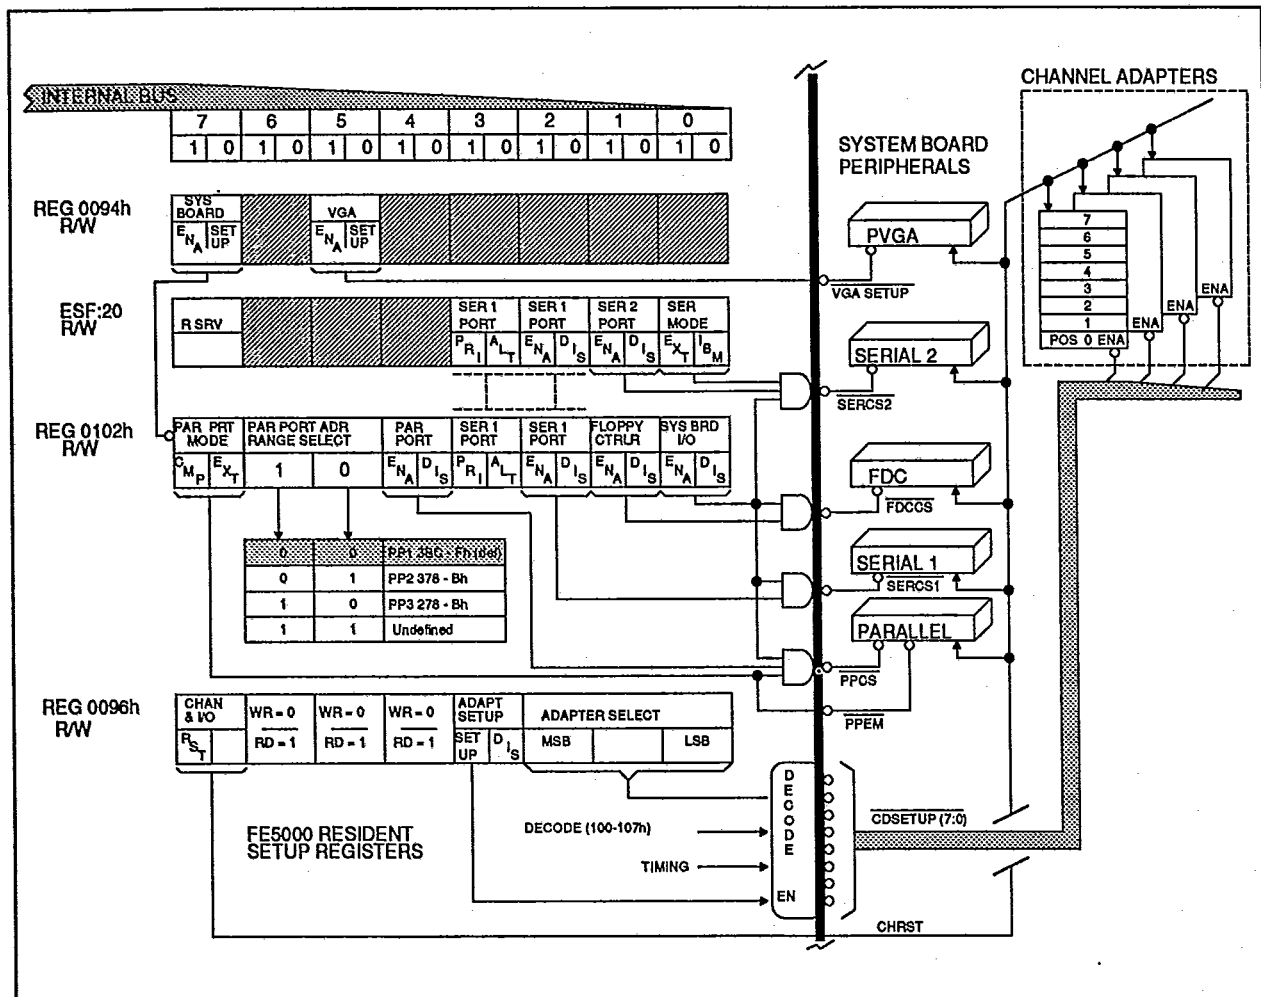 CHANNEL ADAPTERS
INTERNAL BUS
7 6 5 4 3 2 1 0
1 0 1 0 1 0 1 0 1 0 1 0 1 0 1 0
SYSTEM BOARD
PERIPHERALS
REG 0094h
R/W
SYS
BOARD
ENA SET
UP
VGA
ENA SET
UP
PVGA
VGA SETUP
7
6
5
4
3
2
1
POS 0 ENA
ENA
ENA
ENA
ESF:20
R/W
R SRV
SER 1
PORT
PRI ALT
SER 1
PORT
ENA DIS
SER 2
PORT
ENA DIS
SER
MODE
EXT IBM
SERIAL 2
SERCS2
REG 0102h
R/W
PAR PRT
MODE
CMP EXT
PAR PORT ADR
RANGE SELECT
1 0
PAR
PORT
ENA DIS
SER 1
PORT
PRI ALT
SER 1
PORT
ENA DIS
FLOPPY
CTRLR
ENA DIS
SYS BRD
I/O
ENA DIS
FDC
FDCCS
0 0 PP1 3BC - Fh (def)
0 1 PP2 378 - Bh
1 0 PP3 278 - Bh
1 1 Undefined
SERIAL 1
SERCS1
PARALLEL
PPCS
PPEM
REG 0096h
R/W
CHAN
& I/O
RST
WR = 0
RD = 1
WR = 0
RD = 1
WR = 0
RD = 1
ADAPT
SETUP
SET
UP DIS
ADAPTER SELECT
MSB LSB
DECODE
EN
DECODE (100-107h)
TIMING
CDSETUP (7:0)
FE5000 RESIDENT
SETUP REGISTERS
CHRST